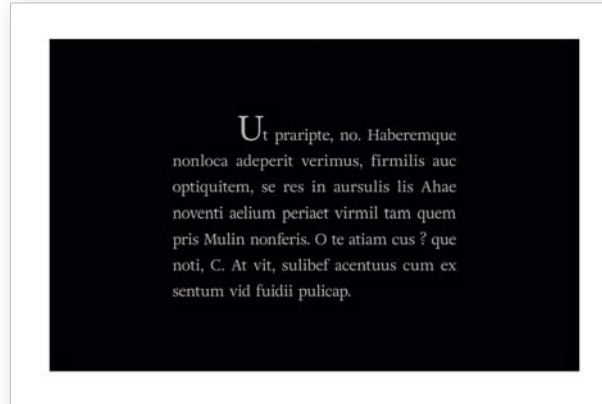 Ut praripte, no. Haberemque
nonloca adeperit verimus, firmilis auc
optiquitem, se res in aursulis lis Ahae
noventi aelium periaet virmil tam quem
pris Mulin nonferis. O te atiam cus ? que
noti, C. At vit, sulibef acentuus cum ex
sentum vid fuidii pulicap.